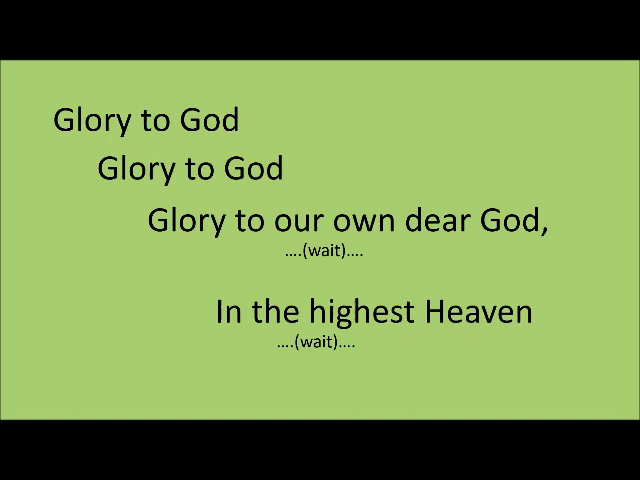 Glory to God
Glory to God
Glory to our own dear God,
....(wait)....
In the highest Heaven
....(wait)....